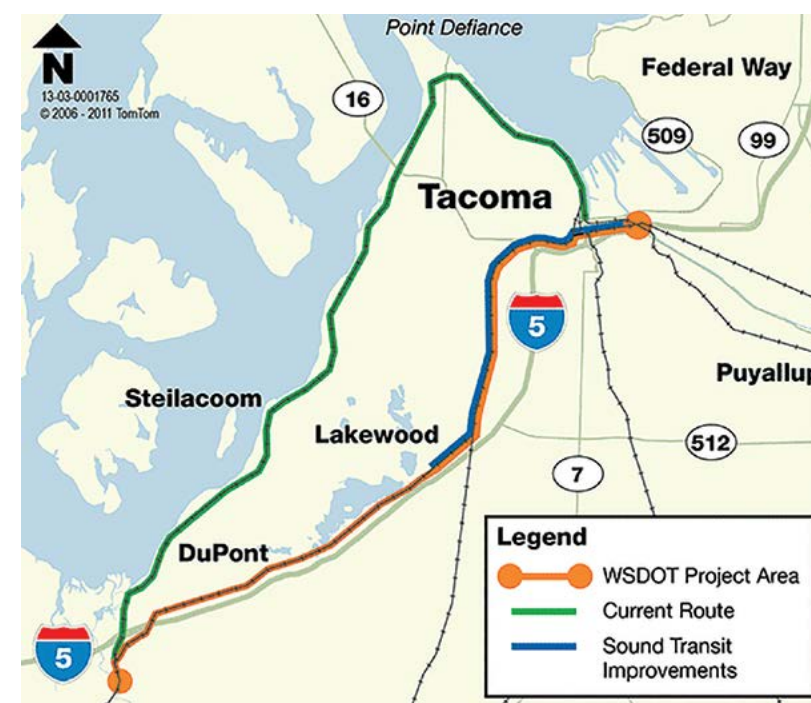 Point Defiance
N
13-03-0001765
© 2006 - 2011 TomTom
16
Federal Way
509
99
Tacoma
5
Puyallup
Steilacoom
Lakewood
512
7
DuPont
5
Legend
WSDOT Project Area
Current Route
Sound Transit
Improvements